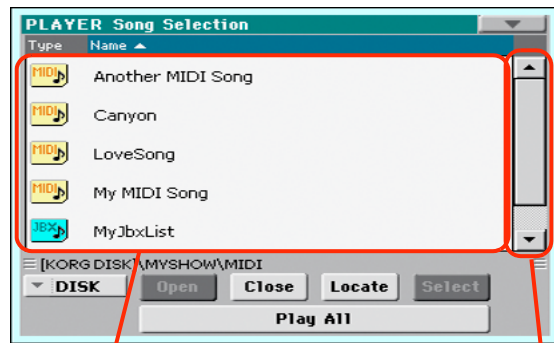 PLAYER Song Selection
Type Name
MIDI Another MIDI Song
MIDI Canyon
MIDI LoveSong
MIDI My MIDI Song
JBX MyJbxList
[KORG DISK]\MYSHOW\MIDI
DISK Open Close Locate Select
Play All